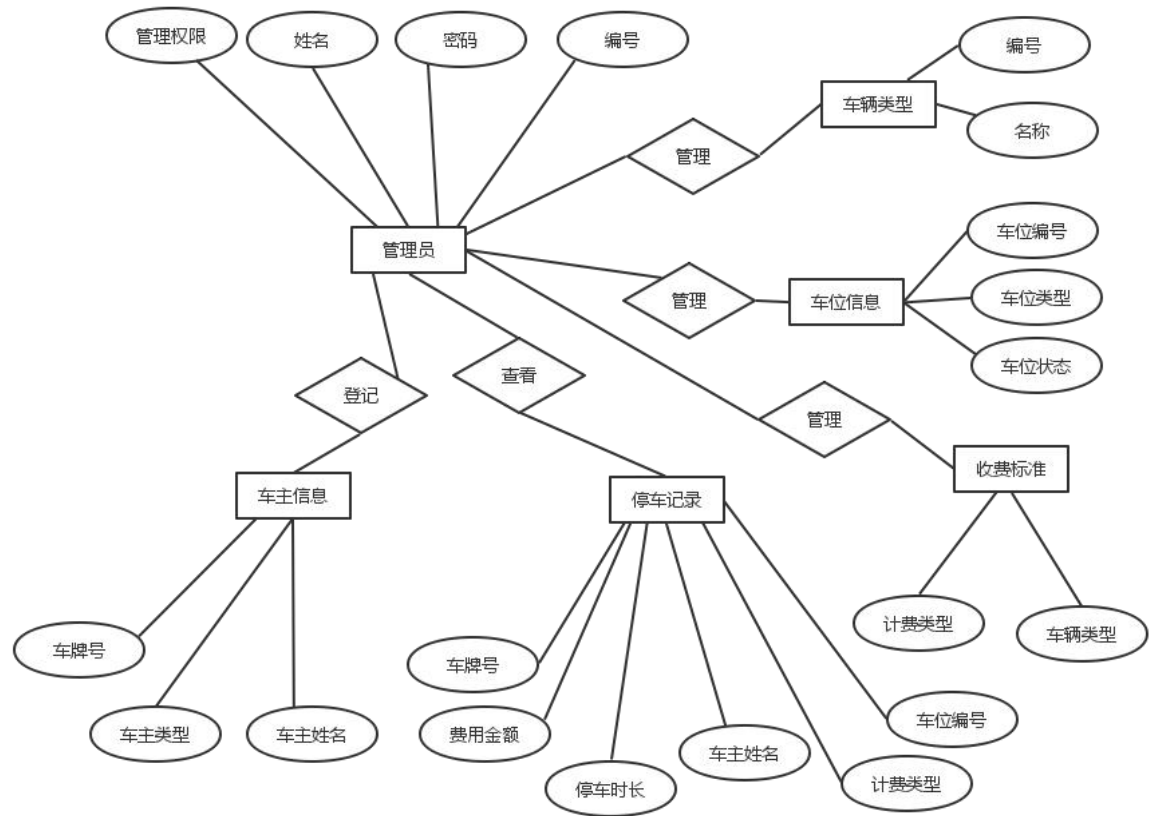 管理权限
姓名
密码
编号
编号
车辆类型
名称
管理
车位编号
管理员
管理
车位信息
车位类型
车位状态
登记
查看
管理
收费标准
车主信息
停车记录
计费类型
车辆类型
车牌号
车牌号
车主类型
车主姓名
费用金额
车主姓名
车位编号
停车时长
计费类型